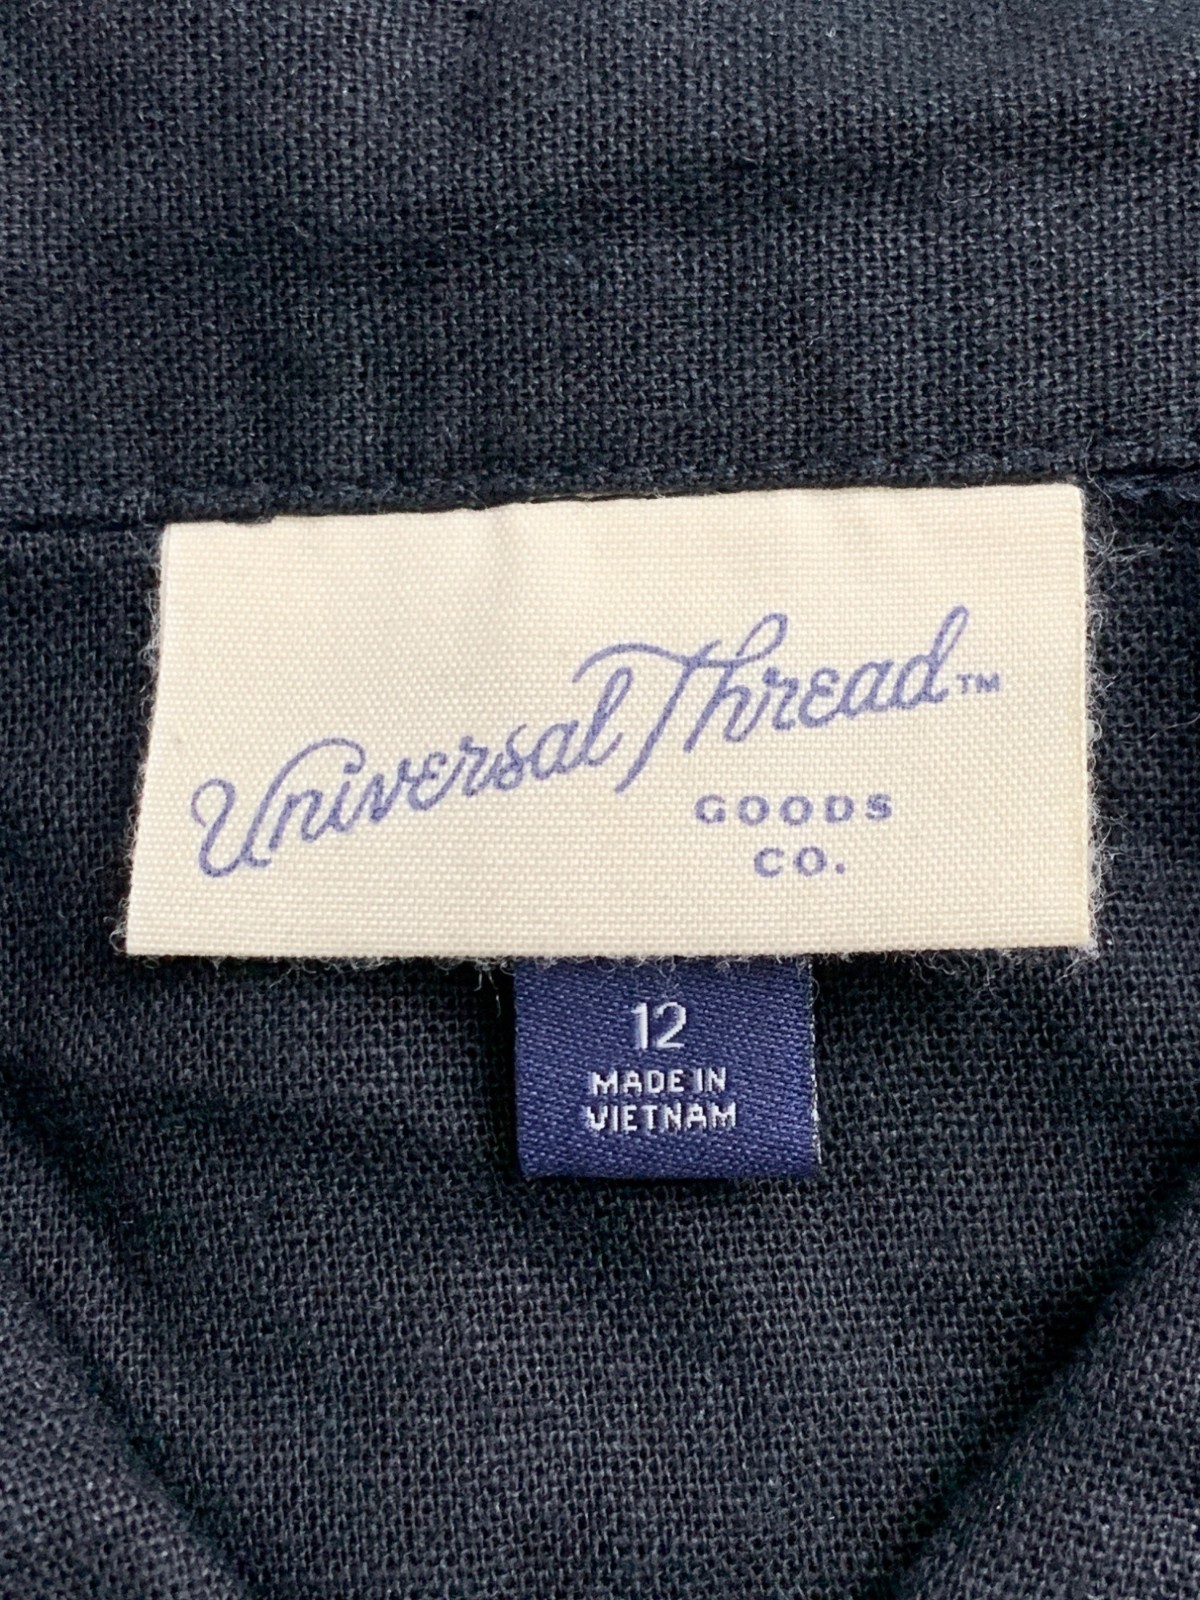 Universal Thread™
GOODS
CO.
12
MADE IN
VIETNAM